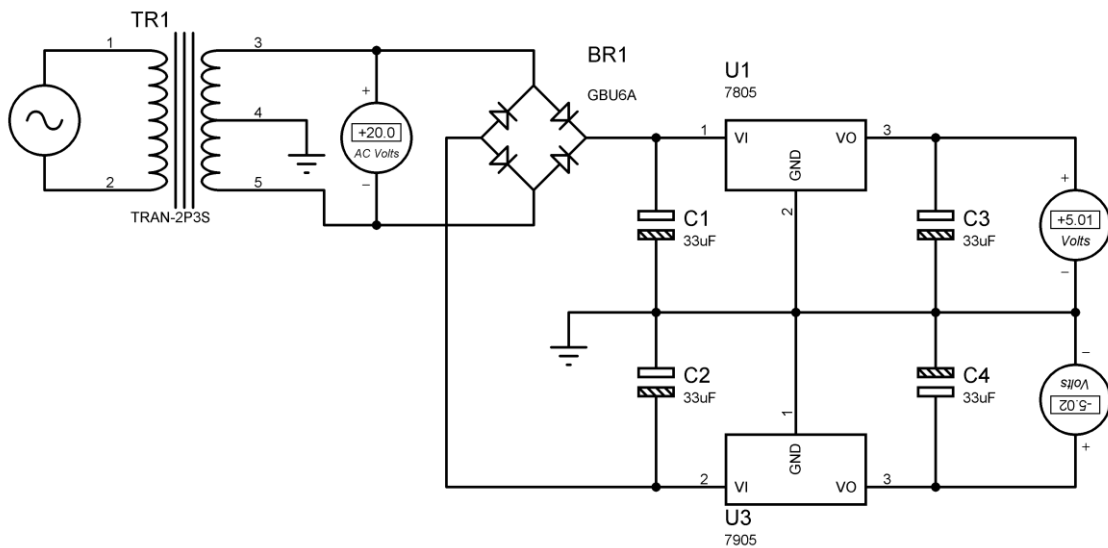 TR1
1
2
3
4
5
TRAN-2P3S
+
+20.0
AC Volts
−
BR1
GBU6A
U1
7805
1
VI
VO
3
GND
2
C1
33uF
C3
33uF
+
+5.01
Volts
−
C2
33uF
C4
33uF
−
Volts
-5.02
+
1
GND
2
VI
VO
3
U3
7905